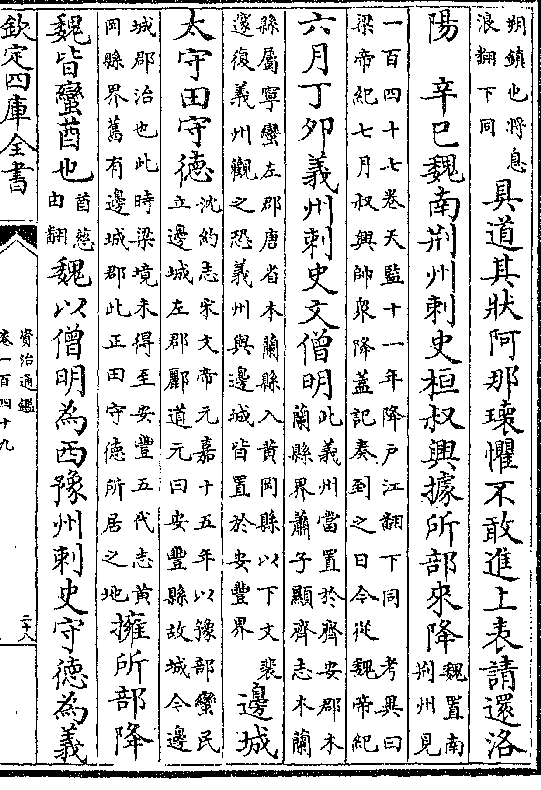 朔鎮也將息
浪翻下同
具道其狀阿那瓌懼不敢進上表請還洛
陽　辛巳魏南荆州刺史桓叔興據所部來降
魏置南
荆州見
一百四十七卷天監十一年降戸江翻下同　考異曰
梁帝紀七月叔興帥衆降蓋記奏到之日今從　魏帝紀
六月丁夘義州刺史文僧明
此義州當置於齊安郡木
蘭縣界蕭子顯齊志木蘭
縣屬寧蠻左郡唐省木蘭縣入黄岡縣以下文　裴
邃復義州觀之恐義州與邊城皆置於安豐界
邊城
太守田守德
沈約志宋文帝元嘉十五年以豫部蠻民
立邊城左郡酈道元曰安豐縣故城今邊
城郡治也此時梁境未得至安豐五代志黄
岡縣界舊有邊城郡此正田守德所居之地
擁所部降
魏皆蠻酋也
酋慈
由翻
魏以僧明為西豫州刺史守德為義
欽定四庫全書
資治通鑑
卷一百四十九
二十八